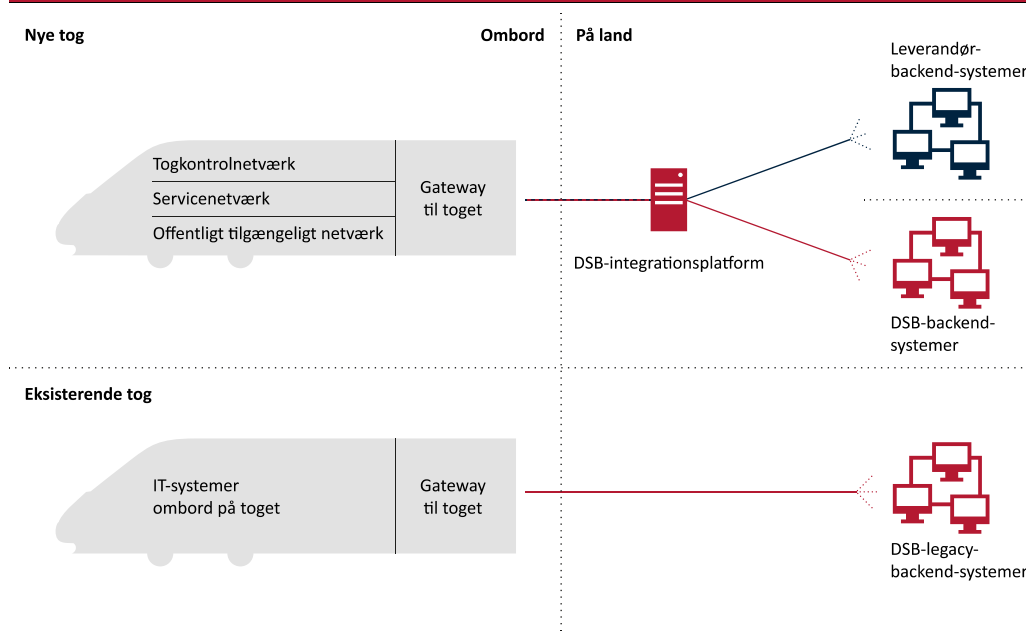 Nye tog
Ombord
På land
Leverandør-
backend-systemer
Togkontrolnetværk
Servicenetværk
Offentligt tilgængeligt netværk
Gateway
til toget
DSB-integrationsplatform
DSB-backend-
systemer
Eksisterende tog
IT-systemer
ombord på toget
Gateway
til toget
DSB-legacy-
backend-systemer